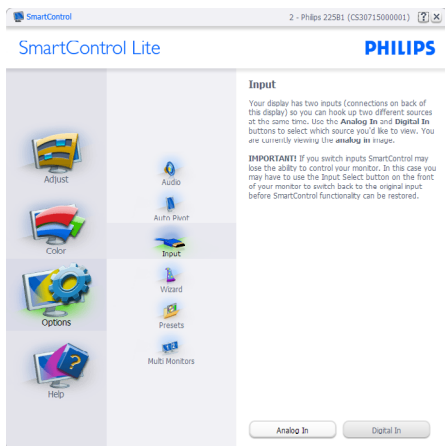 SmartControl
2 - Philips 225B1 (CS30715000001)
SmartControl Lite
PHILIPS
Adjust
Color
Options
Help
Audio
Auto Pivot
Input
Wizard
Presets
Multi Monitors
Input
Your display has two inputs (connections on back of
this display) so you can hook up two different sources
at the same time. Use the Analog In and Digital In
buttons to select which source you'd like to view. You
are currently viewing the analog in image.
IMPORTANT! If you switch inputs SmartControl may
lose the ability to control your monitor. In this case you
may have to use the Input Select button on the front
of your monitor to switch back to the original input
before SmartControl functionality can be restored.
Analog In
Digital In